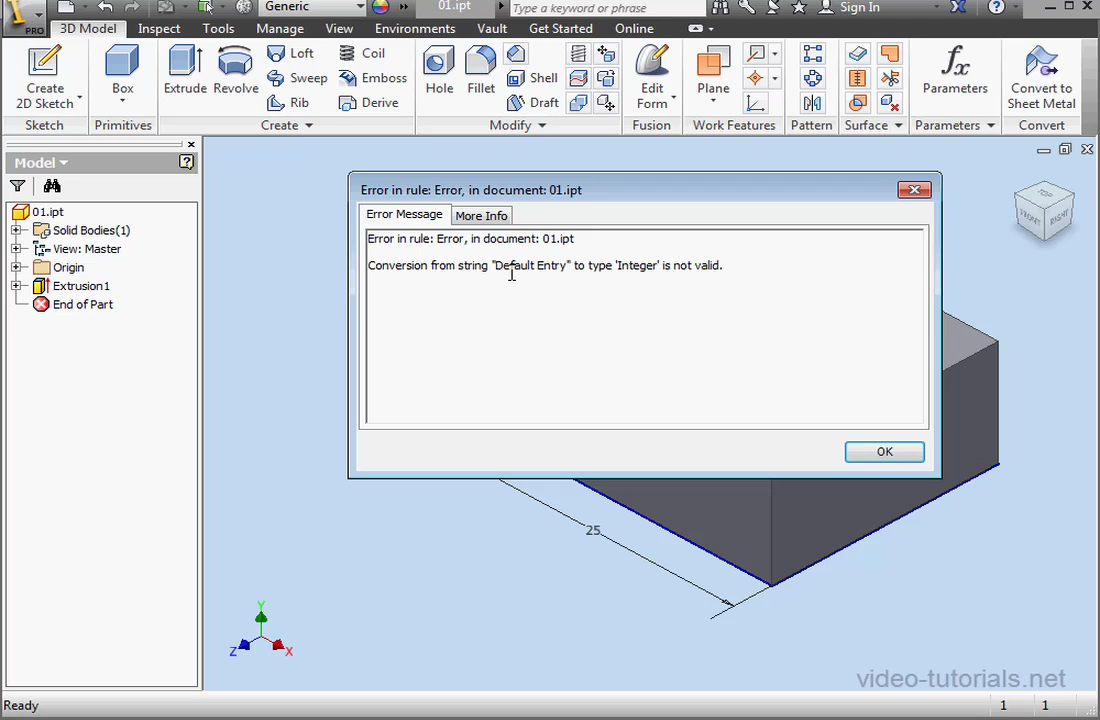 Generic
01.ipt
Type a keyword or phrase
Sign In
PRO
3D Model
Inspect
Tools
Manage
View
Environments
Vault
Get Started
Online
Create
2D Sketch
Box
Extrude
Revolve
Loft
Sweep
Rib
Coil
Emboss
Derive
Hole
Fillet
Shell
Draft
Edit
Form
Plane
Parameters
Convert to
Sheet Metal
Sketch
Primitives
Create
Modify
Fusion
Work Features
Pattern
Surface
Parameters
Convert
Model
01.ipt
Solid Bodies(1)
View: Master
Origin
Extrusion1
End of Part
Error in rule: Error, in document: 01.ipt
Error Message
More Info
Error in rule: Error, in document: 01.ipt
Conversion from string "Default Entry" to type 'Integer' is not valid.
OK
TOP
FRONT
RIGHT
25
Y
Z
X
video-tutorials.net
Ready
1
1